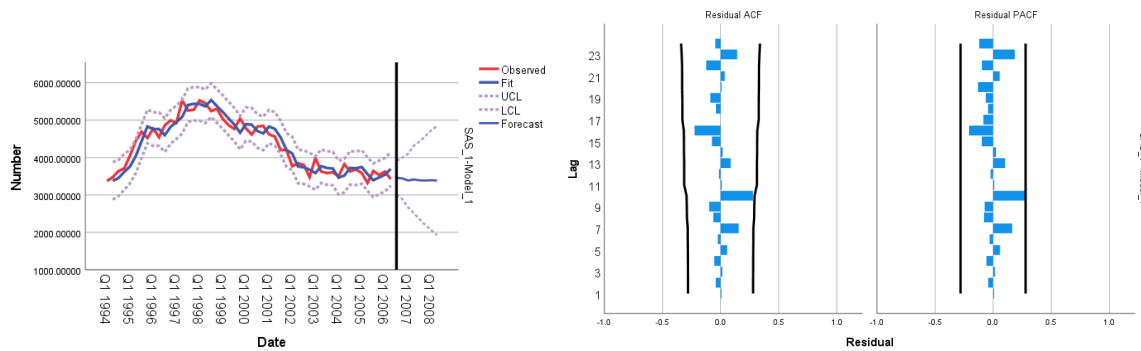 6000.00000
5000.00000
4000.00000
3000.00000
2000.00000
1000.00000
Number
Q1 1994
Q1 1995
Q1 1996
Q1 1997
Q1 1998
Q1 1999
Q1 2000
Q1 2001
Q1 2002
Q1 2003
Q1 2004
Q1 2005
Q1 2006
Q1 2007
Q1 2008
Date
Observed
Fit
UCL
LCL
Forecast
SAS_1-Model_1
Residual ACF
Residual PACF
Lag
23
21
19
17
15
13
11
9
7
5
3
1
-1.0
-0.5
0.0
0.5
1.0
-1.0
-0.5
0.0
0.5
1.0
Residual